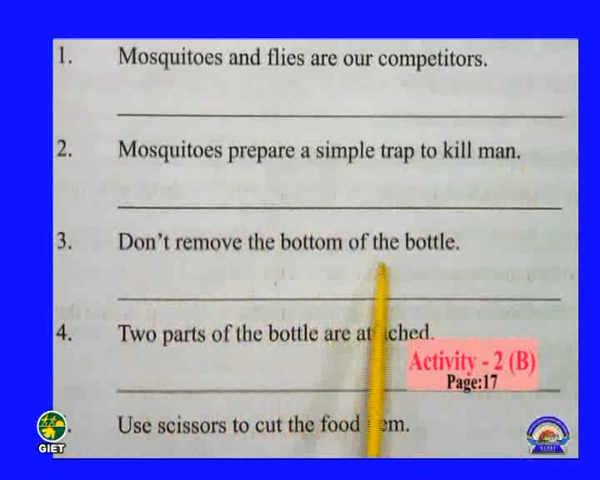 1. Mosquitoes and flies are our competitors.
2. Mosquitoes prepare a simple trap to kill man.
3. Don't remove the bottom of the bottle.
4. Two parts of the bottle are at ched.
Activity - 2 (B)
Page:17
Use scissors to cut the food
GIET